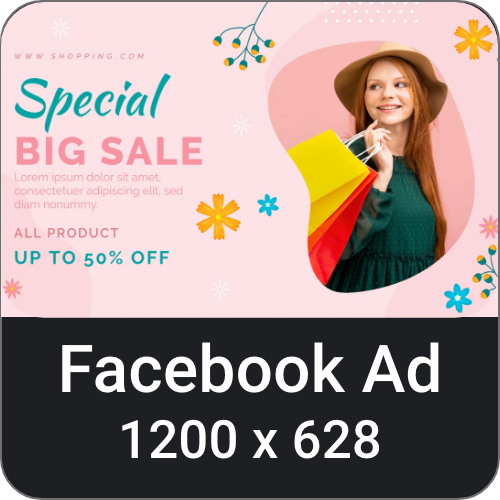 WWW.SHOPPING.COM
Special
BIG SALE
Lorem ipsum dolor sit amet,
consectetuer adipiscing elit, sed
diam nonummy.
ALL PRODUCT
UP TO 50% OFF
Facebook Ad
1200 x 628